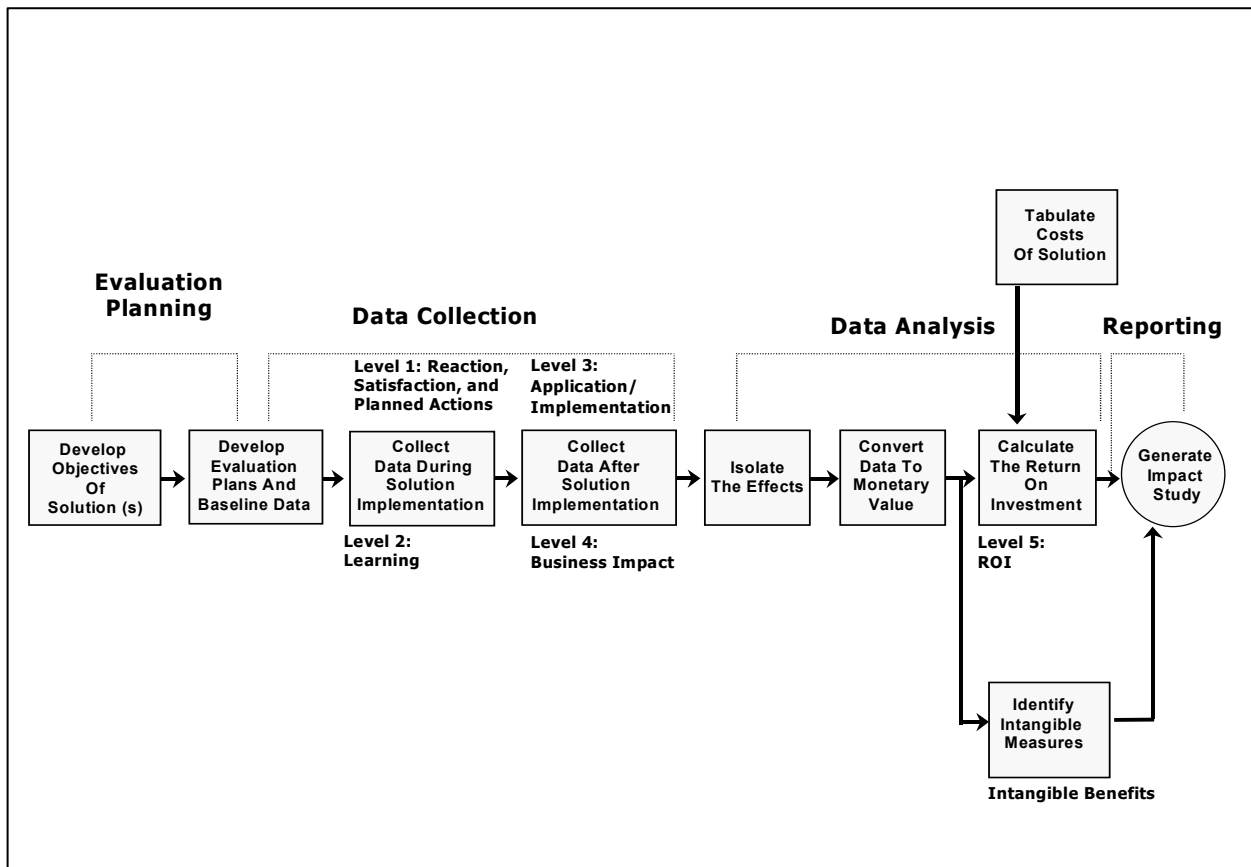 Tabulate
Costs
Of Solution
Evaluation
Planning
Data Collection
Data Analysis
Reporting
Level 1: Reaction,
Satisfaction, and
Planned Actions
Level 3:
Application/
Implementation
Develop
Objectives
Of
Solution (s)
Develop
Evaluation
Plans And
Baseline Data
Collect
Data During
Solution
Implementation
Collect
Data After
Solution
Implementation
Isolate
The Effects
Convert
Data To
Monetary
Value
Calculate
The Return
On
Investment
Generate
Impact
Study
Level 2:
Learning
Level 4:
Business Impact
Level 5:
ROI
Identify
Intangible
Measures
Intangible Benefits